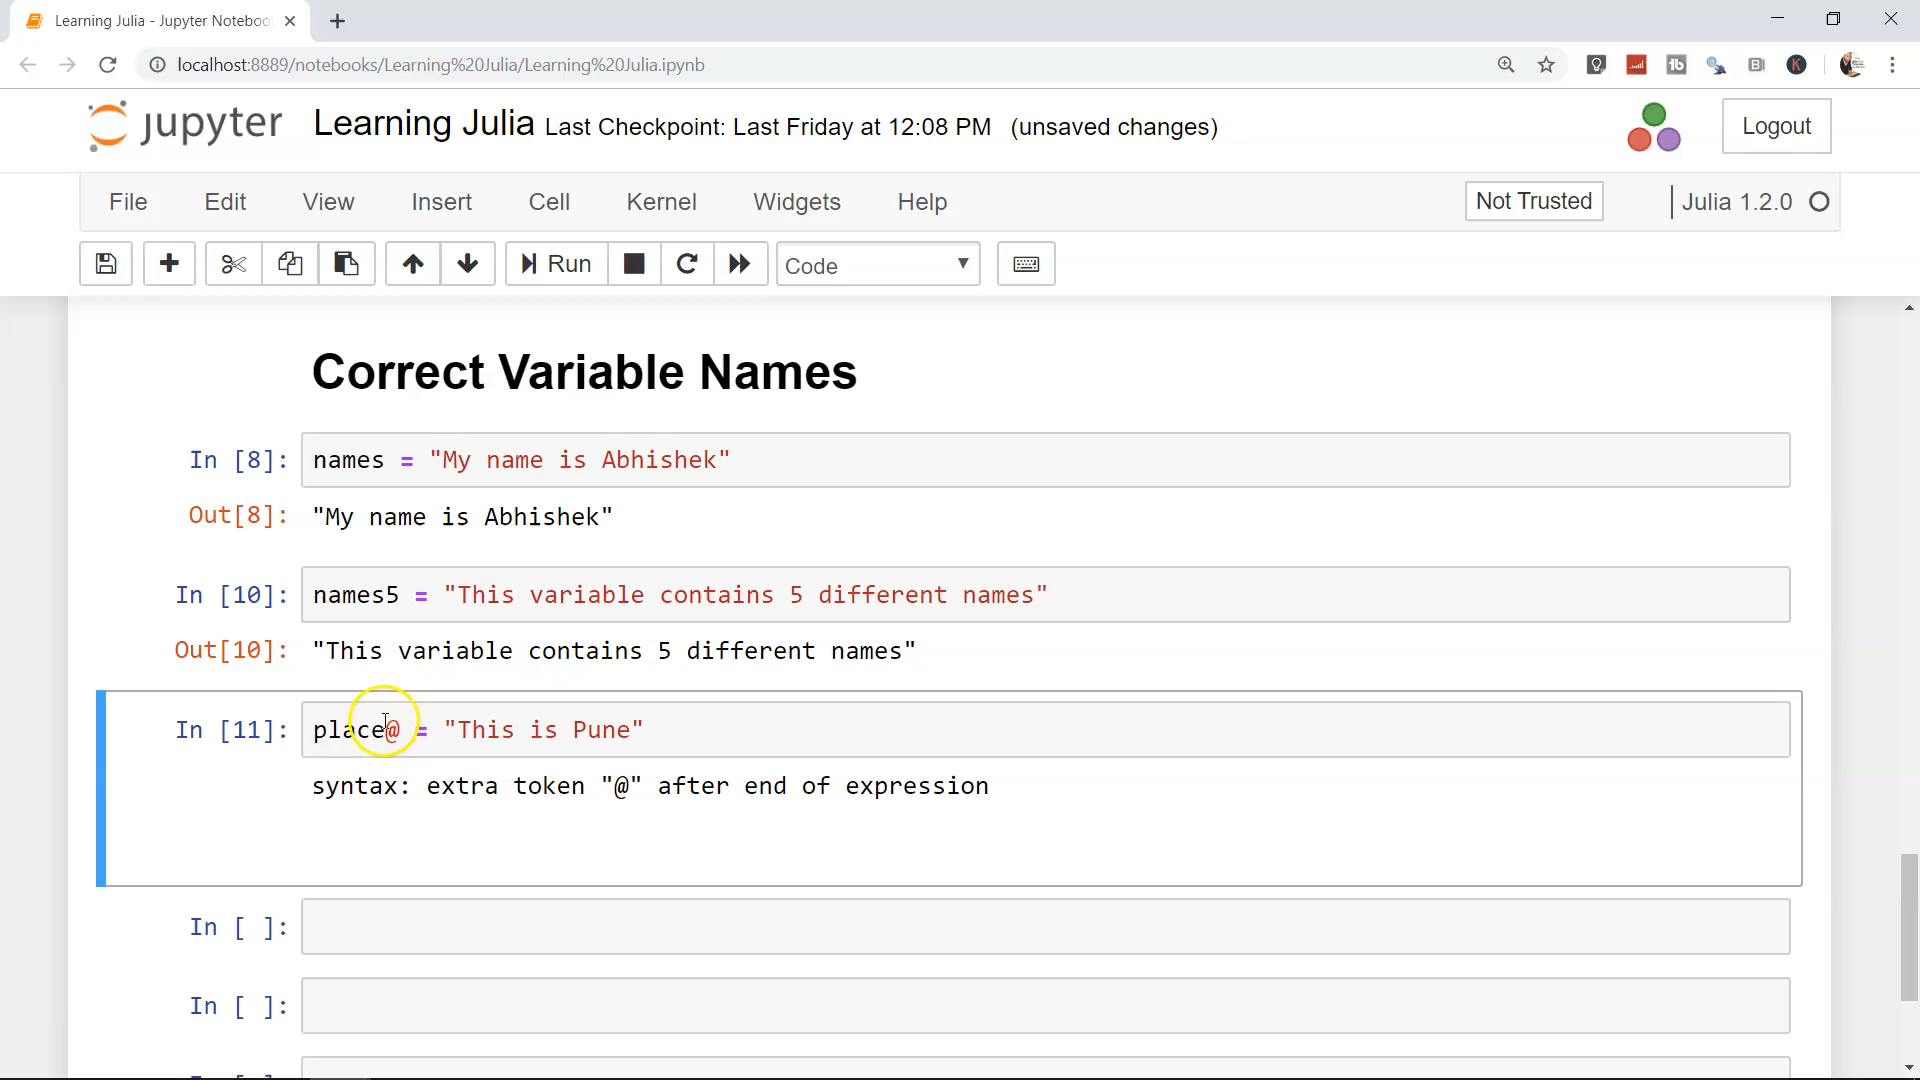 Learning Julia - Jupyter Noteboo
localhost:8889/notebooks/Learning%20Julia/Learning%20Julia.ipynb
jupyter Learning Julia Last Checkpoint: Last Friday at 12:08 PM (unsaved changes)
Logout
File Edit View Insert Cell Kernel Widgets Help Not Trusted Julia 1.2.0
Run Code
Correct Variable Names
In [8]: names = "My name is Abhishek"
Out[8]: "My name is Abhishek"
In [10]: names5 = "This variable contains 5 different names"
Out[10]: "This variable contains 5 different names"
In [11]: place@ = "This is Pune"
syntax: extra token "@" after end of expression
In [ ]:
In [ ]: